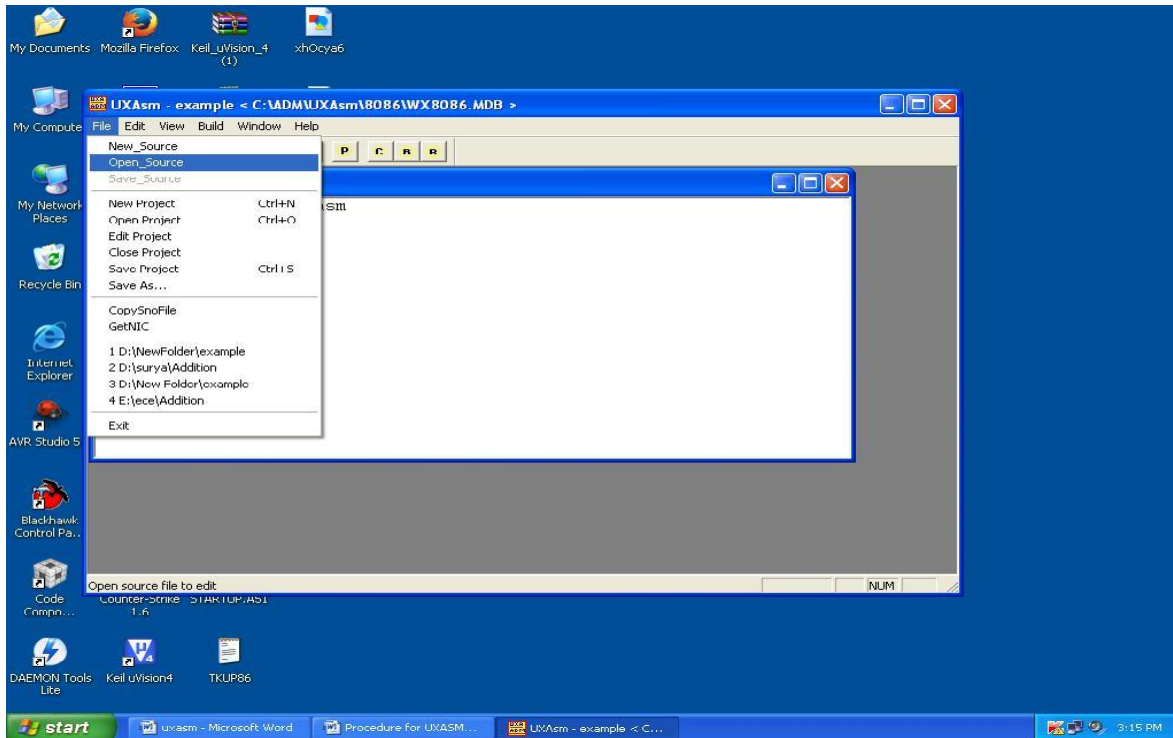 My Documents
Mozilla Firefox
Keil_uVision_4
(1)
xhOcya6
UXAsm - example < C:\ADM\UXAsm\8086\WX8086.MDB >
My Compute
File Edit View Build Window Help
New_Source
P C B R
Open_Source
Save_Source
New Project Ctrl+N
Open Project Ctrl+O
Edit Project
Close Project
Save Project Ctrl+S
Save As...
CopySnoFile
GetNIC
1 D:\NewFolder\example
2 D:\surya\Addition
3 D:\New Folder\example
4 E:\ece\Addition
Exit
asm
My Network
Places
Recycle Bin
Internet
Explorer
AVR Studio 5
Blackhawk
Control Pa..
Open source file to edit
NUM
Code
Compo...
Counter-Strike
1.6
STARTUP.A51
DAEMON Tools
Lite
Keil uVision4
TKUP86
start
uxasm - Microsoft Word
Procedure for UXASM...
UXAsm - example < C...
3:15 PM